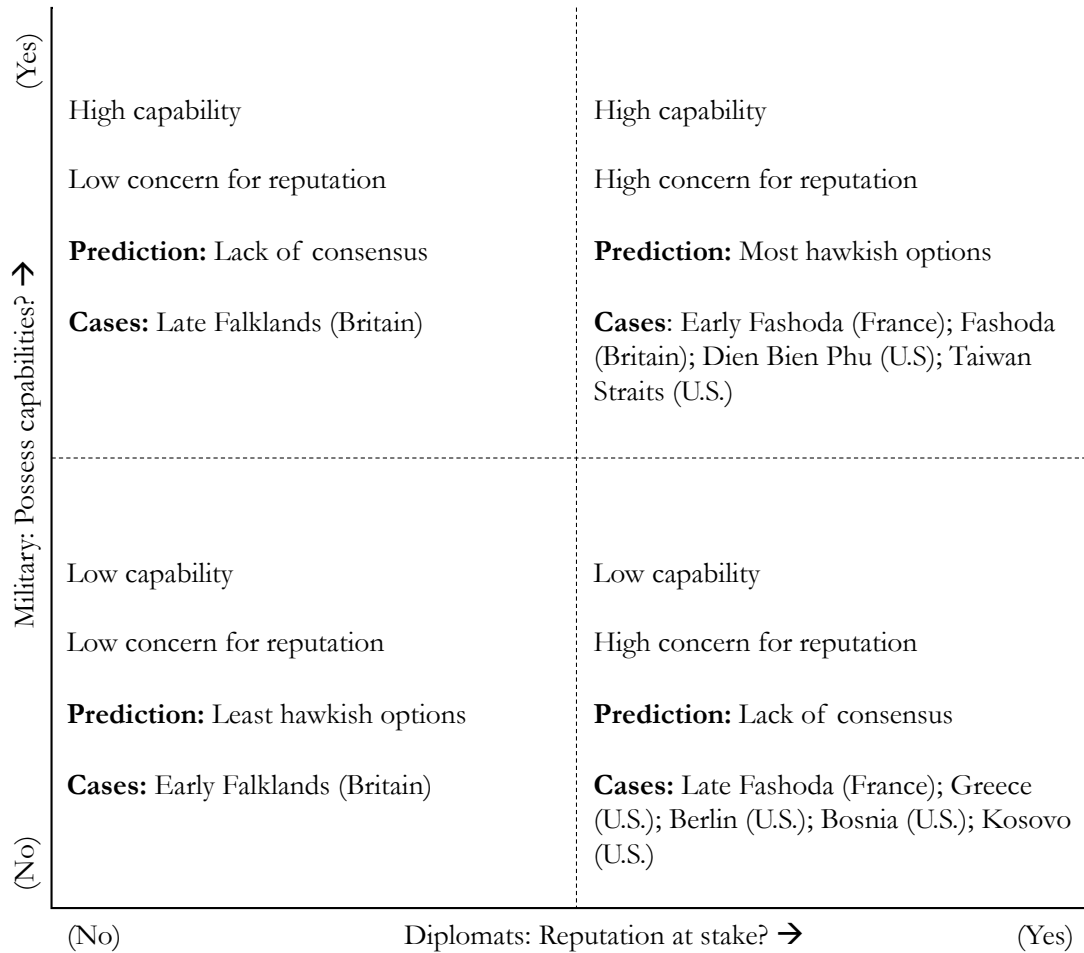 (Yes)
Military: Possess capabilities? →
(No)
High capability
Low concern for reputation
Prediction: Lack of consensus
Cases: Late Falklands (Britain)
High capability
High concern for reputation
Prediction: Most hawkish options
Cases: Early Fashoda (France); Fashoda
(Britain); Dien Bien Phu (U.S); Taiwan
Straits (U.S.)
Low capability
Low concern for reputation
Prediction: Least hawkish options
Cases: Early Falklands (Britain)
Low capability
High concern for reputation
Prediction: Lack of consensus
Cases: Late Fashoda (France); Greece
(U.S.); Berlin (U.S.); Bosnia (U.S.); Kosovo
(U.S.)
(No)
Diplomats: Reputation at stake? →
(Yes)